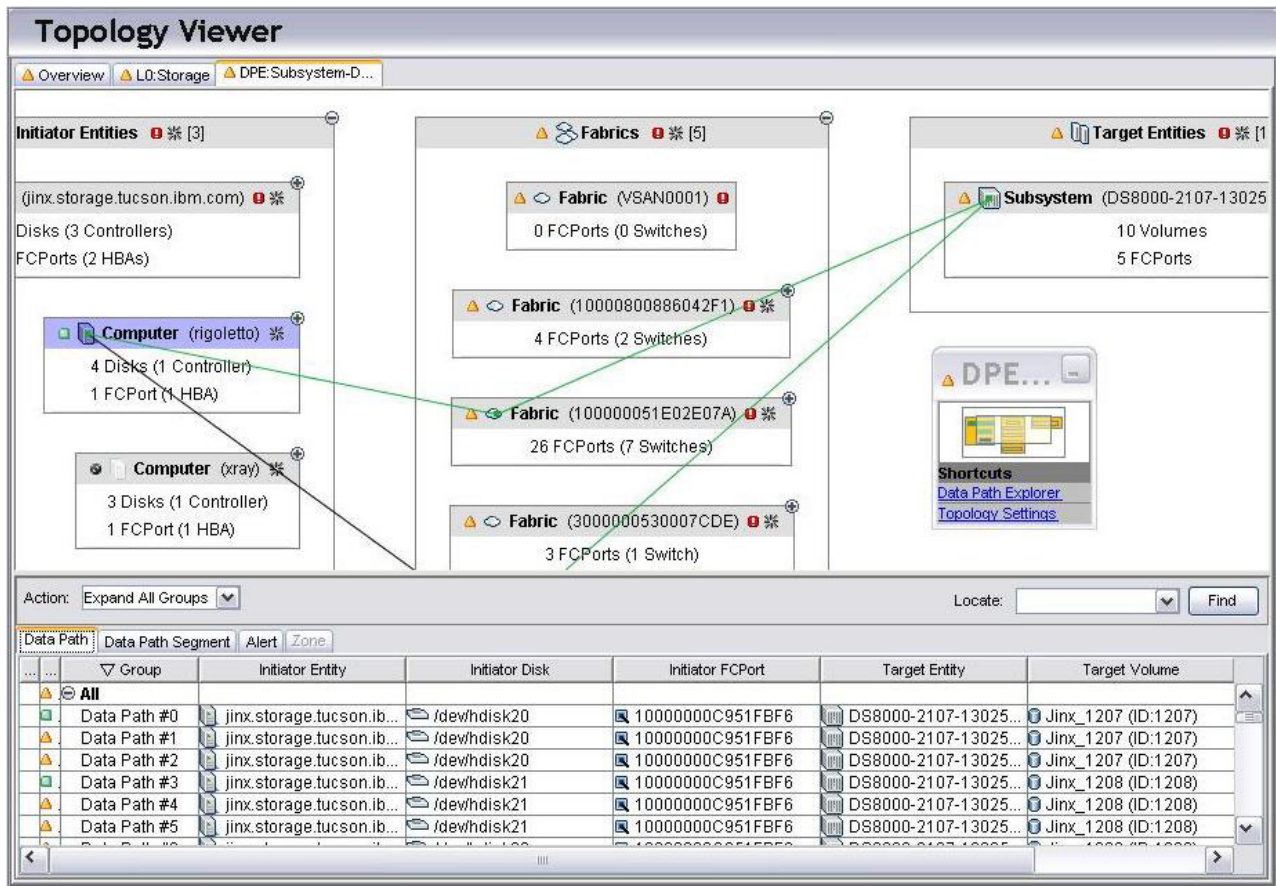 Topology Viewer
Overview
L0:Storage
DPE:Subsystem-D...
Initiator Entities [3]
(jinx.storage.tucson.ibm.com)
Disks (3 Controllers)
FCPorts (2 HBAs)
Computer (rigoletto)
4 Disks (1 Controller)
1 FCPort (1 HBA)
Computer (xray)
3 Disks (1 Controller)
1 FCPort (1 HBA)
Fabrics [5]
Fabric (VSAN0001)
0 FCPorts (0 Switches)
Fabric (10000800886042F1)
4 FCPorts (2 Switches)
Fabric (100000051E02E07A)
26 FCPorts (7 Switches)
Fabric (3000000530007CDE)
3 FCPorts (1 Switch)
Target Entities [1
Subsystem (DS8000-2107-13025
10 Volumes
5 FCPorts
DPE...
Shortcuts
Data Path Explorer
Topology Settings
Action: Expand All Groups
Locate: Find
Data Path Data Path Segment Alert Zone
... ... Group Initiator Entity Initiator Disk Initiator FCPort Target Entity Target Volume
All
Data Path #0 jinx.storage.tucson.ib... /dev/hdisk20 10000000C951FBF6 DS8000-2107-13025... Jinx_1207 (ID:1207)
Data Path #1 jinx.storage.tucson.ib... /dev/hdisk20 10000000C951FBF6 DS8000-2107-13025... Jinx_1207 (ID:1207)
Data Path #2 jinx.storage.tucson.ib... /dev/hdisk20 10000000C951FBF6 DS8000-2107-13025... Jinx_1207 (ID:1207)
Data Path #3 jinx.storage.tucson.ib... /dev/hdisk21 10000000C951FBF6 DS8000-2107-13025... Jinx_1208 (ID:1208)
Data Path #4 jinx.storage.tucson.ib... /dev/hdisk21 10000000C951FBF6 DS8000-2107-13025... Jinx_1208 (ID:1208)
Data Path #5 jinx.storage.tucson.ib... /dev/hdisk21 10000000C951FBF6 DS8000-2107-13025... Jinx_1208 (ID:1208)